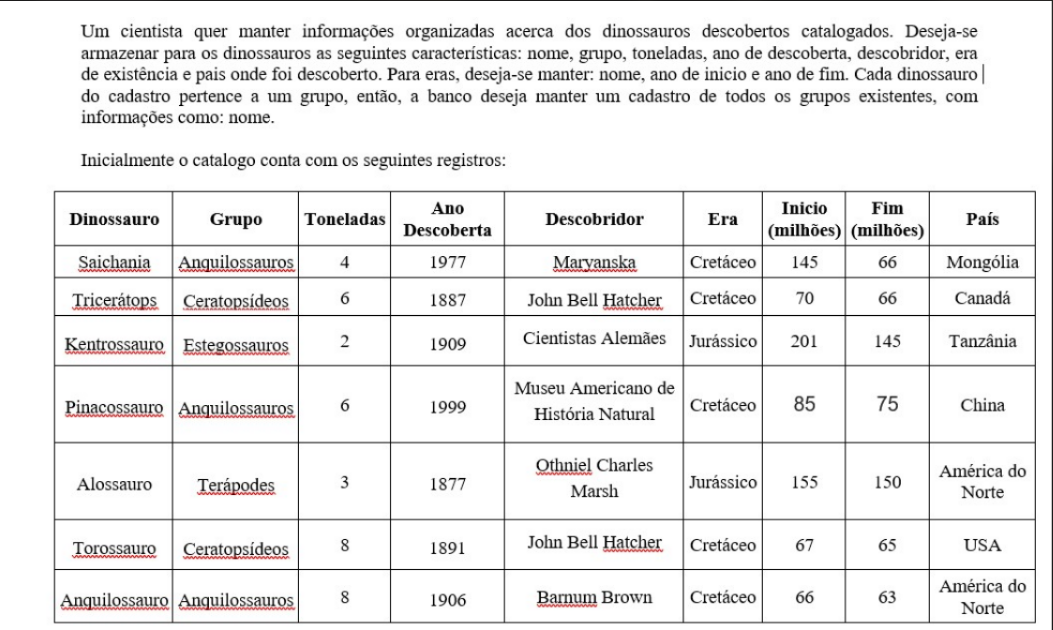 Um cientista quer manter informações organizadas acerca dos dinossauros descobertos catalogados. Deseja-se
armazenar para os dinossauros as seguintes características: nome, grupo, toneladas, ano de descoberta, descobridor, era
de existência e pais onde foi descoberto. Para eras, deseja-se manter: nome, ano de inicio e ano de fim. Cada dinossauro
do cadastro pertence a um grupo, então, a banco deseja manter um cadastro de todos os grupos existentes, com
informações como: nome.
Inicialmente o catalogo conta com os seguintes registros:
Dinossauro Grupo Toneladas Ano Descoberta Descobridor Era Inicio (milhões) Fim (milhões) País
Saichania Anquilossauros 4 1977 Maryanska Cretáceo 145 66 Mongólia
Tricerátops Ceratopsídeos 6 1887 John Bell Hatcher Cretáceo 70 66 Canadá
Kentrossauro Estegossauros 2 1909 Cientistas Alemães Jurássico 201 145 Tanzânia
Pinacossauro Anquilossauros 6 1999 Museu Americano de História Natural Cretáceo 85 75 China
Alossauro Terápodes 3 1877 Othniel Charles Marsh Jurássico 155 150 América do Norte
Torossauro Ceratopsídeos 8 1891 John Bell Hatcher Cretáceo 67 65 USA
Anquilossauro Anquilossauros 8 1906 Barnum Brown Cretáceo 66 63 América do Norte